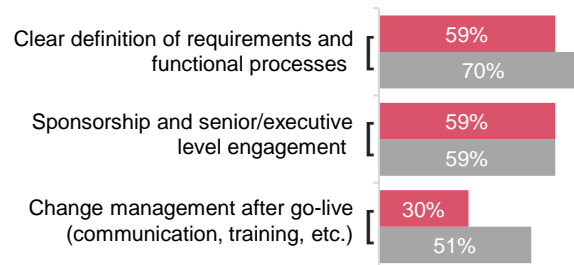 Clear definition of requirements and
functional processes
59%
70%
Sponsorship and senior/executive
level engagement
59%
59%
Change management after go-live
(communication, training, etc.)
30%
51%